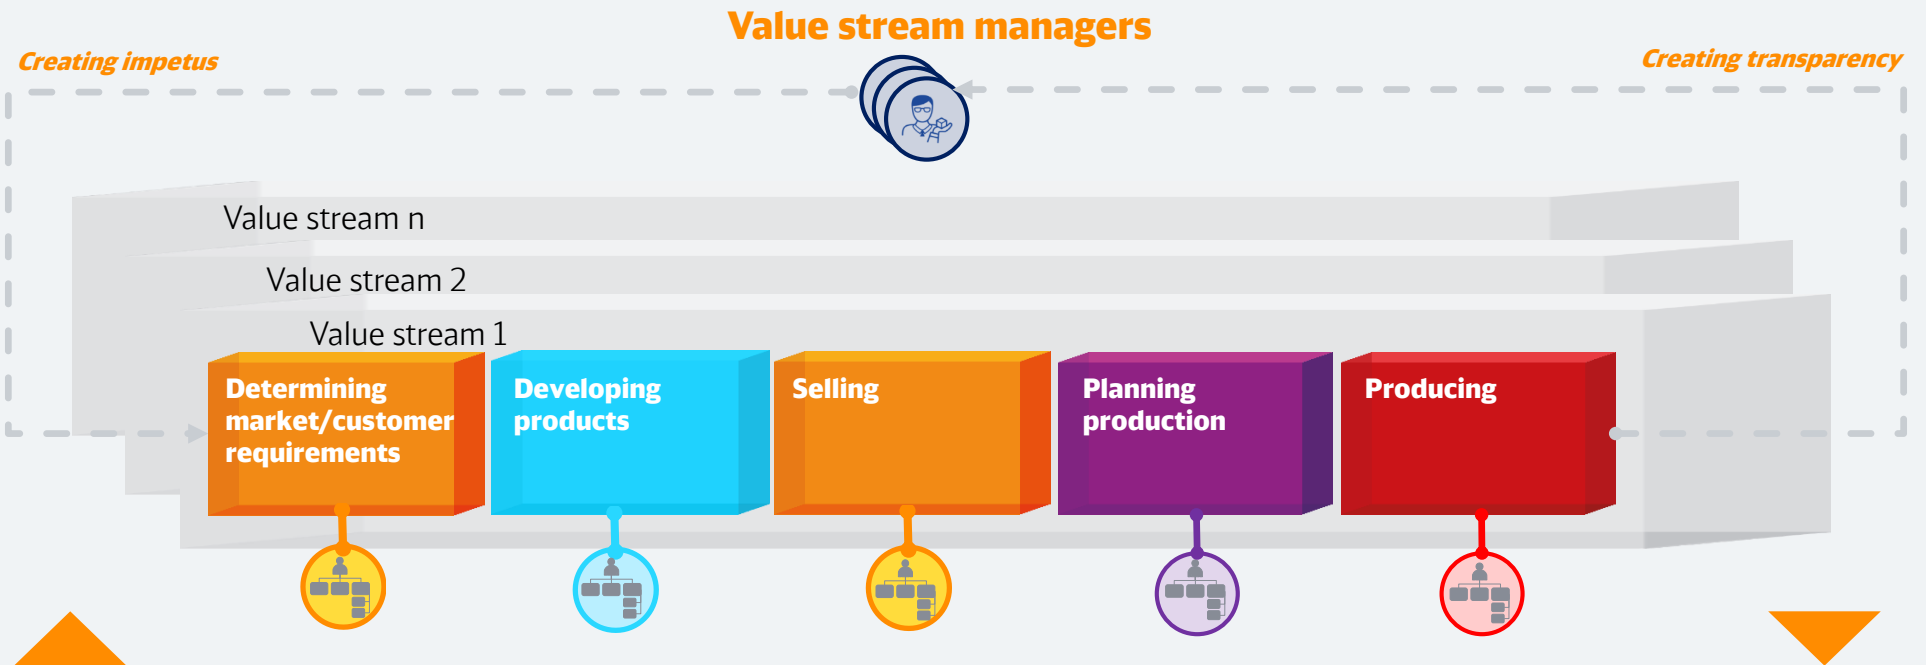 Value stream managers
Creating impetus
Creating transparency
Value stream n
Value stream 2
Value stream 1
Determining
market/customer
requirements
Developing
products
Selling
Planning
production
Producing